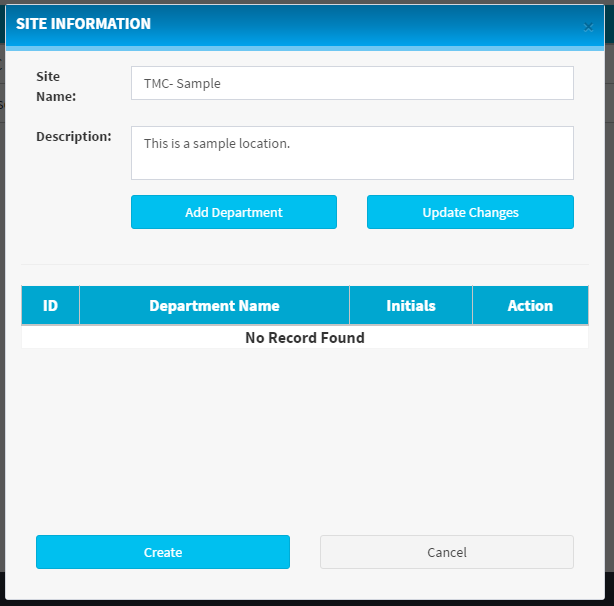 SITE INFORMATION
×
Site
Name:
TMC- Sample
Description:
This is a sample location.
Add Department
Update Changes
ID
Department Name
Initials
Action
No Record Found
Create
Cancel